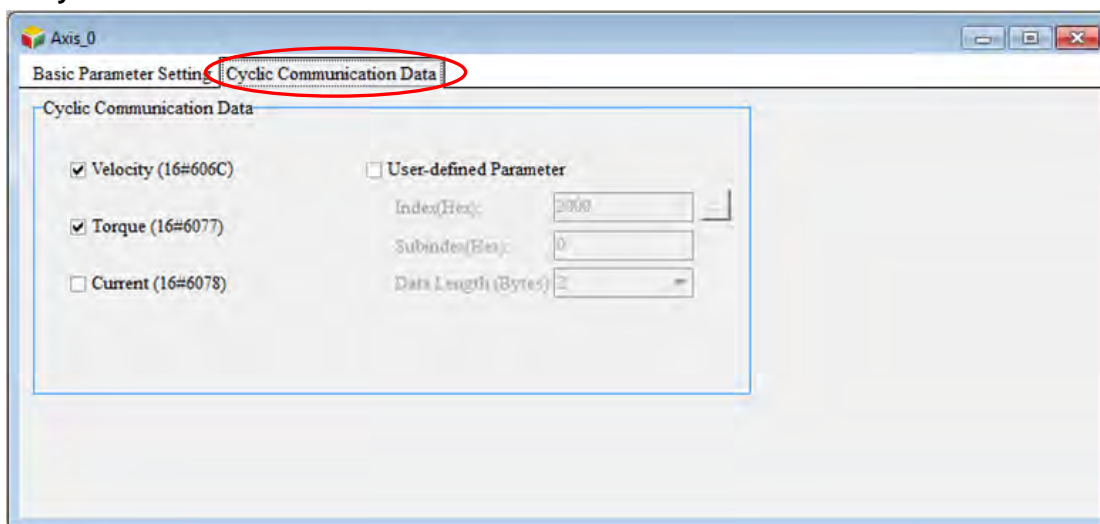 Axis_0
Basic Parameter Setting Cyclic Communication Data
Cyclic Communication Data
Velocity (16#606C) User-defined Parameter
Index(Hex): 2000 ...
Torque (16#6077)
Subindex(Hex): 0
Current (16#6078) Data Length (Bytes) 2